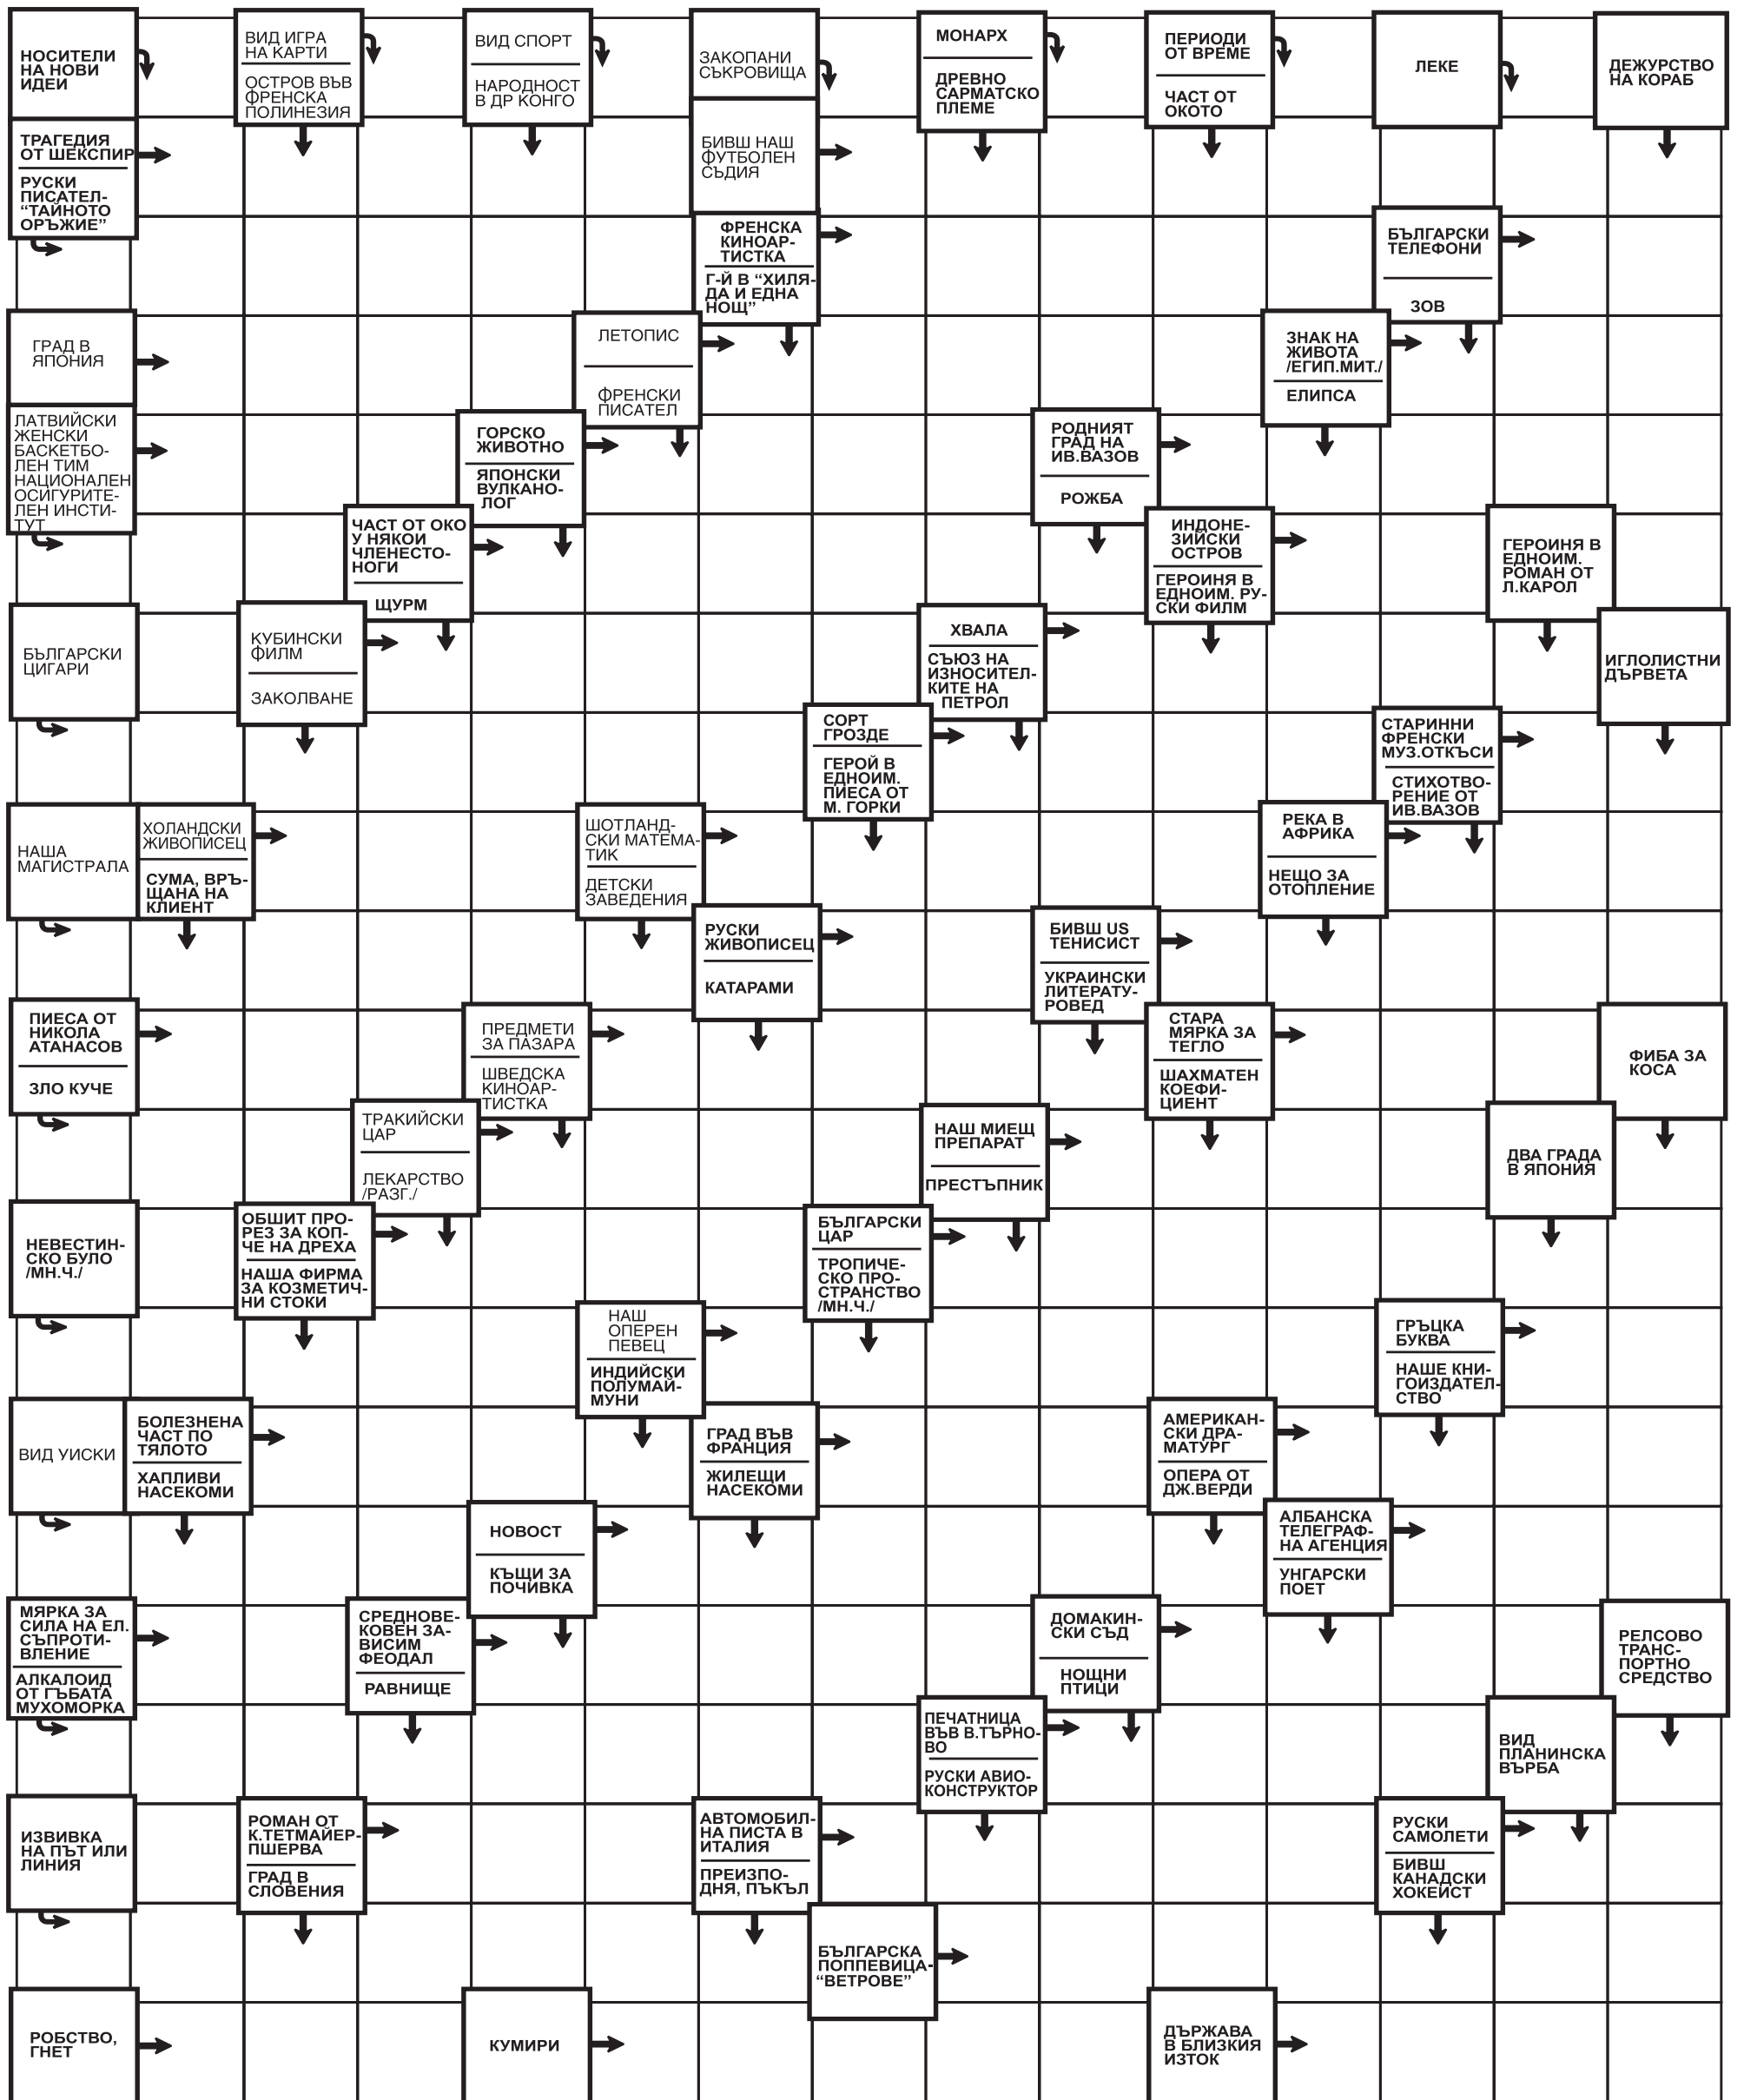 НОСИТЕЛИ
НА НОВИ
ИДЕИ
ВИД ИГРА
НА КАРТИ
ОСТРОВ ВЪВ
ФРЕНСКА
ПОЛИНЕЗИЯ
ВИД СПОРТ
НАРОДНОСТ
В ДР КОНГО
ЗАКОПАНИ
СЪКРОВИЩА
МОНАРХ
ДРЕВНО
САРМАТСКО
ПЛЕМЕ
ПЕРИОДИ
ОТ ВРЕМЕ
ЧАСТ ОТ
ОКОТО
ЛЕКЕ
ДЕЖУРСТВО
НА КОРАБ
ТРАГЕДИЯ
ОТ ШЕКСПИР
РУСКИ
ПИСАТЕЛ-
“ТАЙНОТО
ОРЪЖИЕ”
БИВШ НАШ
ФУТБОЛЕН
СЪДИЯ
ФРЕНСКА
КИНОАР-
ТИСТКА
Г-Й В “ХИЛЯ-
ДА И ЕДНА
НОЩ”
БЪЛГАРСКИ
ТЕЛЕФОНИ
ЗОВ
ГРАД В
ЯПОНИЯ
ЛЕТОПИС
ФРЕНСКИ
ПИСАТЕЛ
ЗНАК НА
ЖИВОТА
/ЕГИП.МИТ./
ЕЛИПСА
ЛАТВИЙСКИ
ЖЕНСКИ
БАСКЕТБО-
ЛЕН ТИМ
НАЦИОНАЛЕН
ОСИГУРИТЕ-
ЛЕН ИНСТИ-
ТУТ
ГОРСКО
ЖИВОТНО
ЯПОНСКИ
ВУЛКАНО-
ЛОГ
РОДНИЯТ
ГРАД НА
ИВ.ВАЗОВ
РОЖБА
ЧАСТ ОТ ОКО
У НЯКОИ
ЧЛЕНЕСТО-
НОГИ
ЩУРМ
ИНДОНЕ-
ЗИЙСКИ
ОСТРОВ
ГЕРОИНЯ В
ЕДНОИМ. РУ-
СКИ ФИЛМ
ГЕРОИНЯ В
ЕДНОИМ.
РОМАН ОТ
Л.КАРОЛ
БЪЛГАРСКИ
ЦИГАРИ
КУБИНСКИ
ФИЛМ
ЗАКОЛВАНЕ
ХВАЛА
СЪЮЗ НА
ИЗНОСИТЕЛ-
КИТЕ НА
ПЕТРОЛ
ИГЛОЛИСТНИ
ДЪРВЕТА
СОРТ
ГРОЗДЕ
ГЕРОЙ В
ЕДНОИМ.
ПИЕСА ОТ
М. ГОРКИ
СТАРИННИ
ФРЕНСКИ
МУЗ.ОТКЪСИ
СТИХОТВО-
РЕНИЕ ОТ
ИВ.ВАЗОВ
НАША
МАГИСТРАЛА
ХОЛАНДСКИ
ЖИВОПИСЕЦ
СУМА, ВРЪ-
ЩАНА НА
КЛИЕНТ
ШОТЛАНД-
СКИ МАТЕМА-
ТИК
ДЕТСКИ
ЗАВЕДЕНИЯ
РЕКА В
АФРИКА
НЕЩО ЗА
ОТОПЛЕНИЕ
РУСКИ
ЖИВОПИСЕЦ
КАТАРАМИ
БИВШ US
ТЕНИСИСТ
УКРАИНСКИ
ЛИТЕРАТУ-
РОВЕД
ПИЕСА ОТ
НИКОЛА
АТАНАСОВ
ЗЛО КУЧЕ
ПРЕДМЕТИ
ЗА ПАЗАРА
ШВЕДСКА
КИНОАР-
ТИСТКА
СТАРА
МЯРКА ЗА
ТЕГЛО
ШАХМАТЕН
КОЕФИ-
ЦИЕНТ
ФИБА ЗА
КОСА
ТРАКИЙСКИ
ЦАР
ЛЕКАРСТВО
/РАЗГ./
НАШ МИЕЩ
ПРЕПАРАТ
ПРЕСТЪПНИК
ДВА ГРАДА
В ЯПОНИЯ
НЕВЕСТИН-
СКО БУЛО
/МН.Ч./
ОБШИТ ПРО-
РЕЗ ЗА КОП-
ЧЕ НА ДРЕХА
НАША ФИРМА
ЗА КОЗМЕТИЧ-
НИ СТОКИ
БЪЛГАРСКИ
ЦАР
ТРОПИЧЕ-
СКО ПРО-
СТРАНСТВО
/МН.Ч./
НАШ
ОПЕРЕН
ПЕВЕЦ
ИНДИЙСКИ
ПОЛУМАЙ-
МУНИ
ГРЪЦКА
БУКВА
НАШЕ КНИ-
ГОИЗДАТЕЛ-
СТВО
ВИД УИСКИ
БОЛЕЗНЕНА
ЧАСТ ПО
ТЯЛОТО
ХАПЛИВИ
НАСЕКОМИ
ГРАД ВЪВ
ФРАНЦИЯ
ЖИЛЕЩИ
НАСЕКОМИ
АМЕРИКАН-
СКИ ДРА-
МАТУРГ
ОПЕРА ОТ
ДЖ.ВЕРДИ
НОВОСТ
КЪЩИ ЗА
ПОЧИВКА
АЛБАНСКА
ТЕЛЕГРАФ-
НА АГЕНЦИЯ
УНГАРСКИ
ПОЕТ
МЯРКА ЗА
СИЛА НА ЕЛ.
СЪПРОТИ-
ВЛЕНИЕ
АЛКАЛОИД
ОТ ГЪБАТА
МУХОМОРКА
СРЕДНОВЕ-
КОВЕН ЗА-
ВИСИМ
ФЕОДАЛ
РАВНИЩЕ
ДОМАКИН-
СКИ СЪД
НОЩНИ
ПТИЦИ
РЕЛСОВО
ТРАНС-
ПОРТНО
СРЕДСТВО
ПЕЧАТНИЦА
ВЪВ В.ТЪРНО-
ВО
РУСКИ АВИО-
КОНСТРУКТОР
ВИД
ПЛАНИНСКА
ВЪРБА
ИЗВИВКА
НА ПЪТ ИЛИ
ЛИНИЯ
РОМАН ОТ
К.ТЕТМАЙЕР-
ПШЕРВА
ГРАД В
СЛОВЕНИЯ
АВТОМОБИЛ-
НА ПИСТА В
ИТАЛИЯ
ПРЕИЗПО-
ДНЯ, ПЪКЪЛ
РУСКИ
САМОЛЕТИ
БИВШ
КАНАДСКИ
ХОКЕИСТ
БЪЛГАРСКА
ПОППЕВИЦА-
“ВЕТРОВЕ”
РОБСТВО,
ГНЕТ
КУМИРИ
ДЪРЖАВА
В БЛИЗКИЯ
ИЗТОК